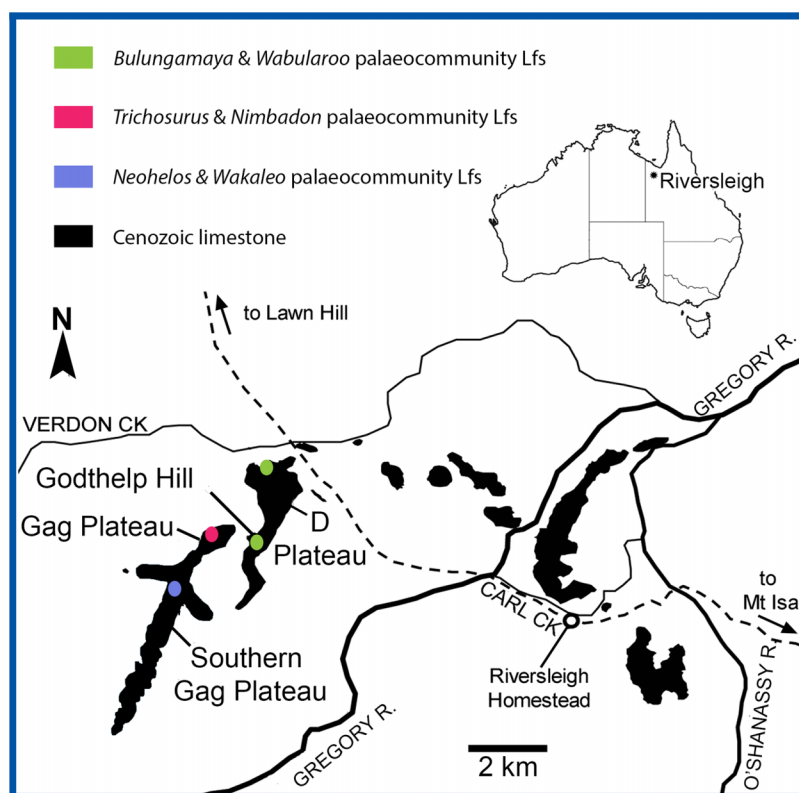 Bulungamaya & Wabularoo palaeocommunity Lfs
Trichosurus & Nimbadon palaeocommunity Lfs
Neohelos & Wakaleo palaeocommunity Lfs
Cenozoic limestone
Riversleigh
N
to Lawn Hill
GREGORY R.
VERDON CK
Godthelp Hill
D
Plateau
Gag Plateau
Southern
Gag Plateau
CARL CK
to
Mt Isa
Riversleigh
Homestead
GREGORY R.
2 km
O'SHANASSY R.